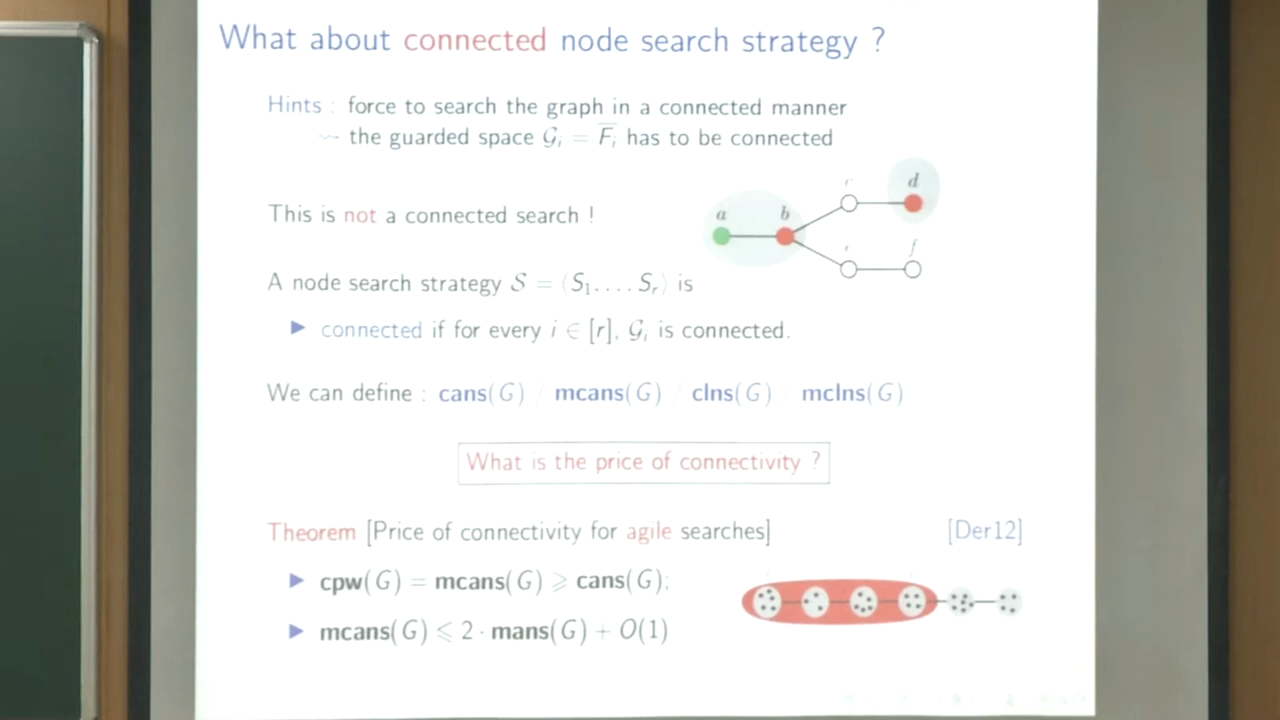 What about connected node search strategy ?
Hints : force to search the graph in a connected manner
⇝ the guarded space 𝒢ᵢ = F̅ᵢ has to be connected
d
a b
This is not a connected search !
f
A node search strategy 𝒮 = ⟨S₁, . . . , Sᵣ⟩ is
▶ connected if for every i ∈ [r], 𝒢ᵢ is connected.
We can define : cans(G) / mcans(G) / clns(G) mclns(G)
What is the price of connectivity ?
Theorem [Price of connectivity for agile searches] [Der12]
▶ cpw(G) = mcans(G) ⩾ cans(G);
▶ mcans(G) ⩽ 2 · mans(G) + O(1)